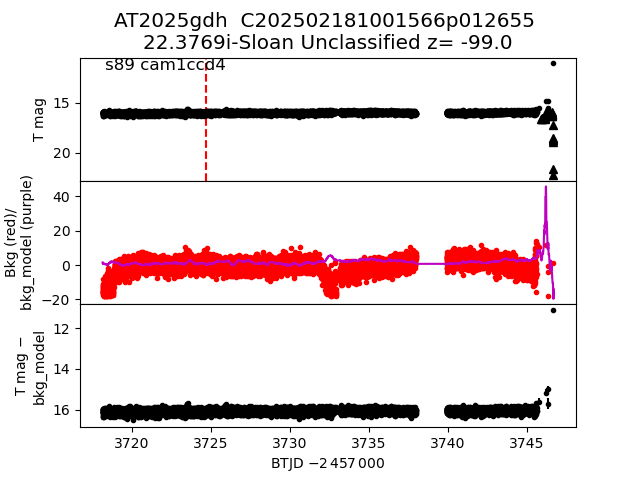 AT2025gdh  C202502181001566p012655
22.3769i-Sloan Unclassified z= -99.0
s89 cam1ccd4
T mag
15
20
Bkg (red)/
bkg_model (purple)
40
20
0
−20
T mag −
bkg_model
12
14
16
3720
3725
3730
3735
3740
3745
BTJD −2 457 000